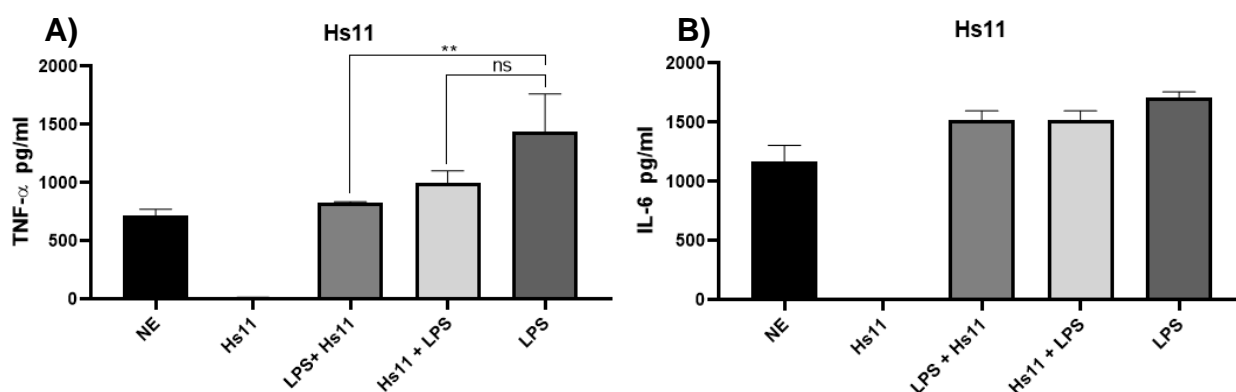 A)
Hs11
**
ns
2000
1500
1000
500
0
TNF-α pg/ml
NE
Hs11
LPS+ Hs11
Hs11 + LPS
LPS
B)
Hs11
2000
1500
1000
500
0
IL-6 pg/ml
NE
Hs11
LPS + Hs11
Hs11 + LPS
LPS